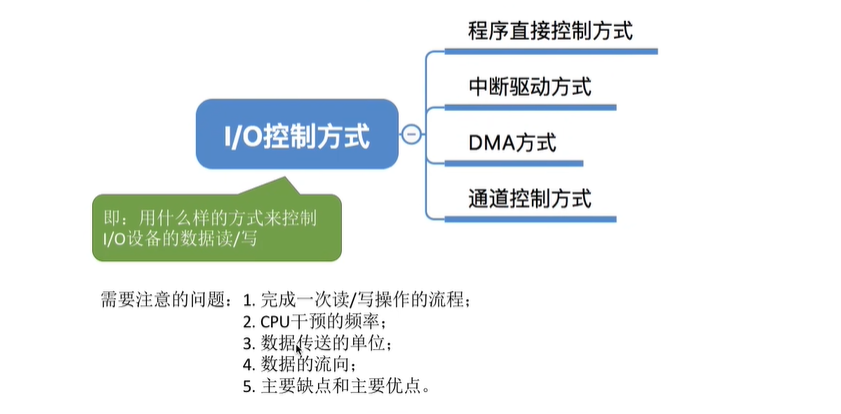 程序直接控制方式
中断驱动方式
I/O控制方式
DMA方式
通道控制方式
即：用什么样的方式来控制
I/O设备的数据读/写
需要注意的问题：1. 完成一次读/写操作的流程；
2. CPU干预的频率；
3. 数据传送的单位；
4. 数据的流向；
5. 主要缺点和主要优点。